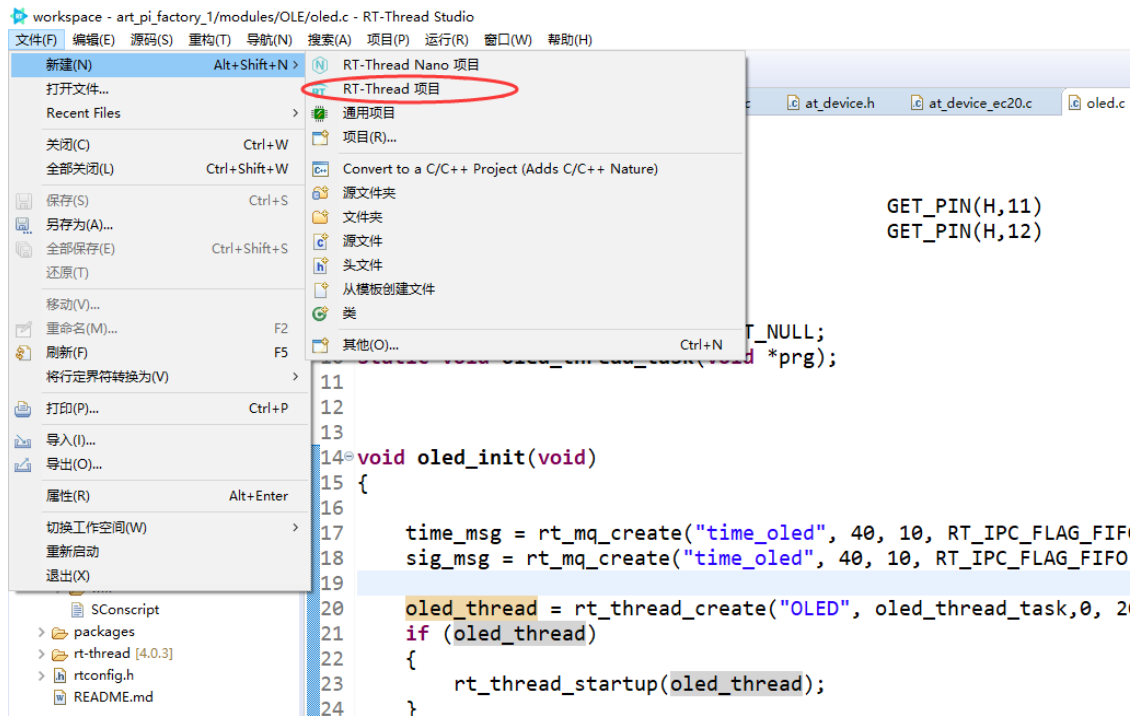 workspace - art_pi_factory_1/modules/OLE/oled.c - RT-Thread Studio
文件(F) 编辑(E) 源码(S) 重构(T) 导航(N) 搜索(A) 项目(P) 运行(R) 窗口(W) 帮助(H)
新建(N) Alt+Shift+N >
打开文件...
Recent Files >
关闭(C) Ctrl+W
全部关闭(L) Ctrl+Shift+W
保存(S) Ctrl+S
另存为(A)...
全部保存(E) Ctrl+Shift+S
还原(T)
移动(V)...
重命名(M)... F2
刷新(F) F5
将行定界符转换为(V) >
打印(P)... Ctrl+P
导入(I)...
导出(O)...
属性(R) Alt+Enter
切换工作空间(W) >
重新启动
退出(X)
RT-Thread Nano 项目
RT-Thread 项目
通用项目
项目(R)...
Convert to a C/C++ Project (Adds C/C++ Nature)
源文件夹
文件夹
源文件
头文件
从模板创建文件
类
其他(O)... Ctrl+N
at_device.h at_device_ec20.c oled.c
GET_PIN(H,11)
GET_PIN(H,12)
T_NULL;
static void oled_thread_task(void *prg);
11
12
13
14 void oled_init(void)
15 {
16
17 time_msg = rt_mq_create("time_oled", 40, 10, RT_IPC_FLAG_FIFO
18 sig_msg = rt_mq_create("time_oled", 40, 10, RT_IPC_FLAG_FIFO
19
20 oled_thread = rt_thread_create("OLED", oled_thread_task,0, 20
21 if (oled_thread)
22 {
23 rt_thread_startup(oled_thread);
24 }
SConscript
packages
rt-thread [4.0.3]
rtconfig.h
README.md